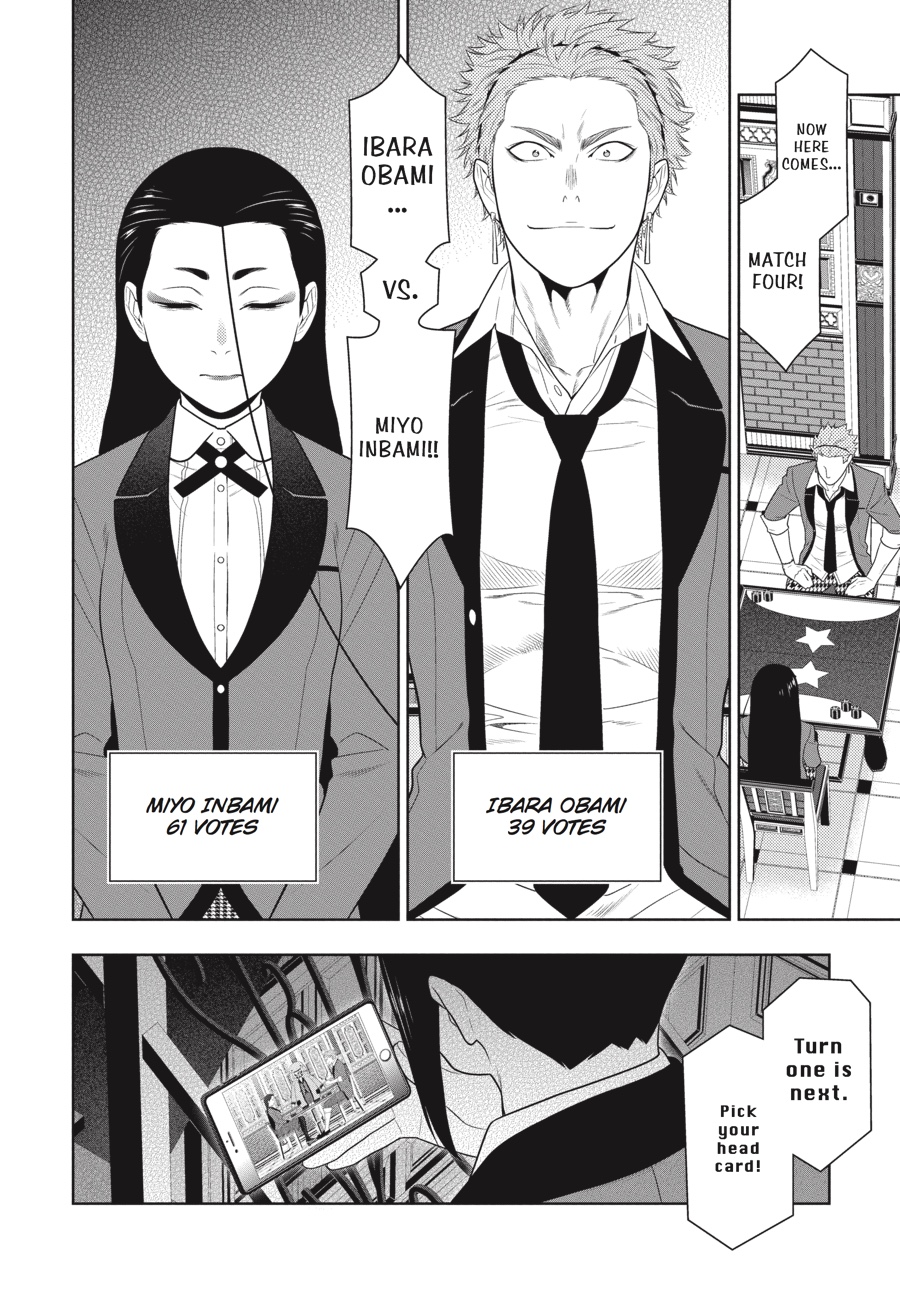 NOW
HERE
COMES...
MATCH
FOUR!
IBARA
OBAMI
...
VS.
MIYO
INBAMI!!
IBARA OBAMI
39 VOTES
MIYO INBAMI
61 VOTES
Turn
one is
next.
Pick
your
head
card!